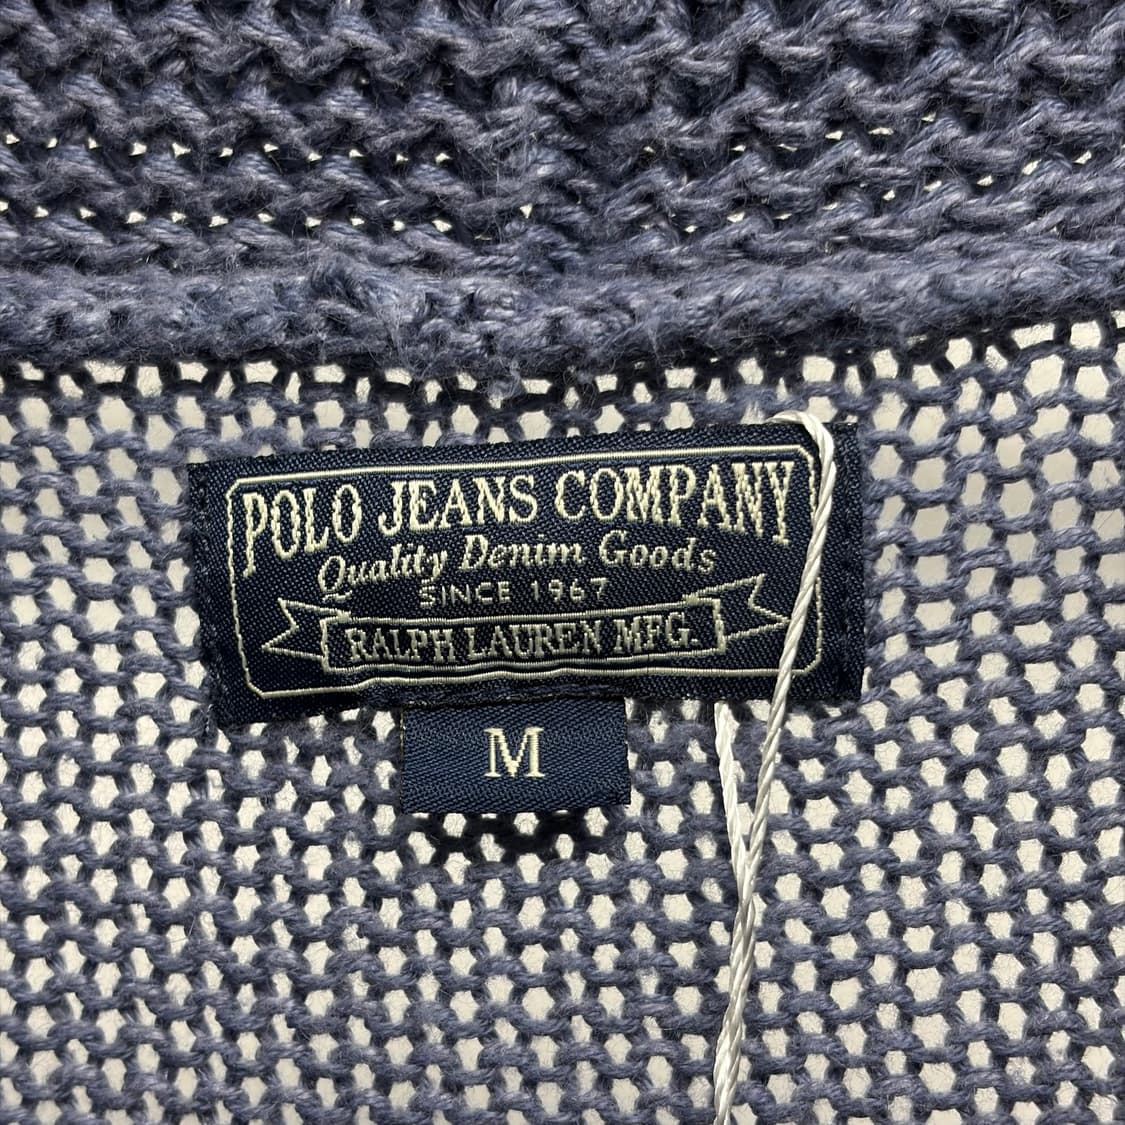 POLO JEANS COMPANY
Quality Denim Goods
SINCE 1967
RALPH LAUREN MFG.
M